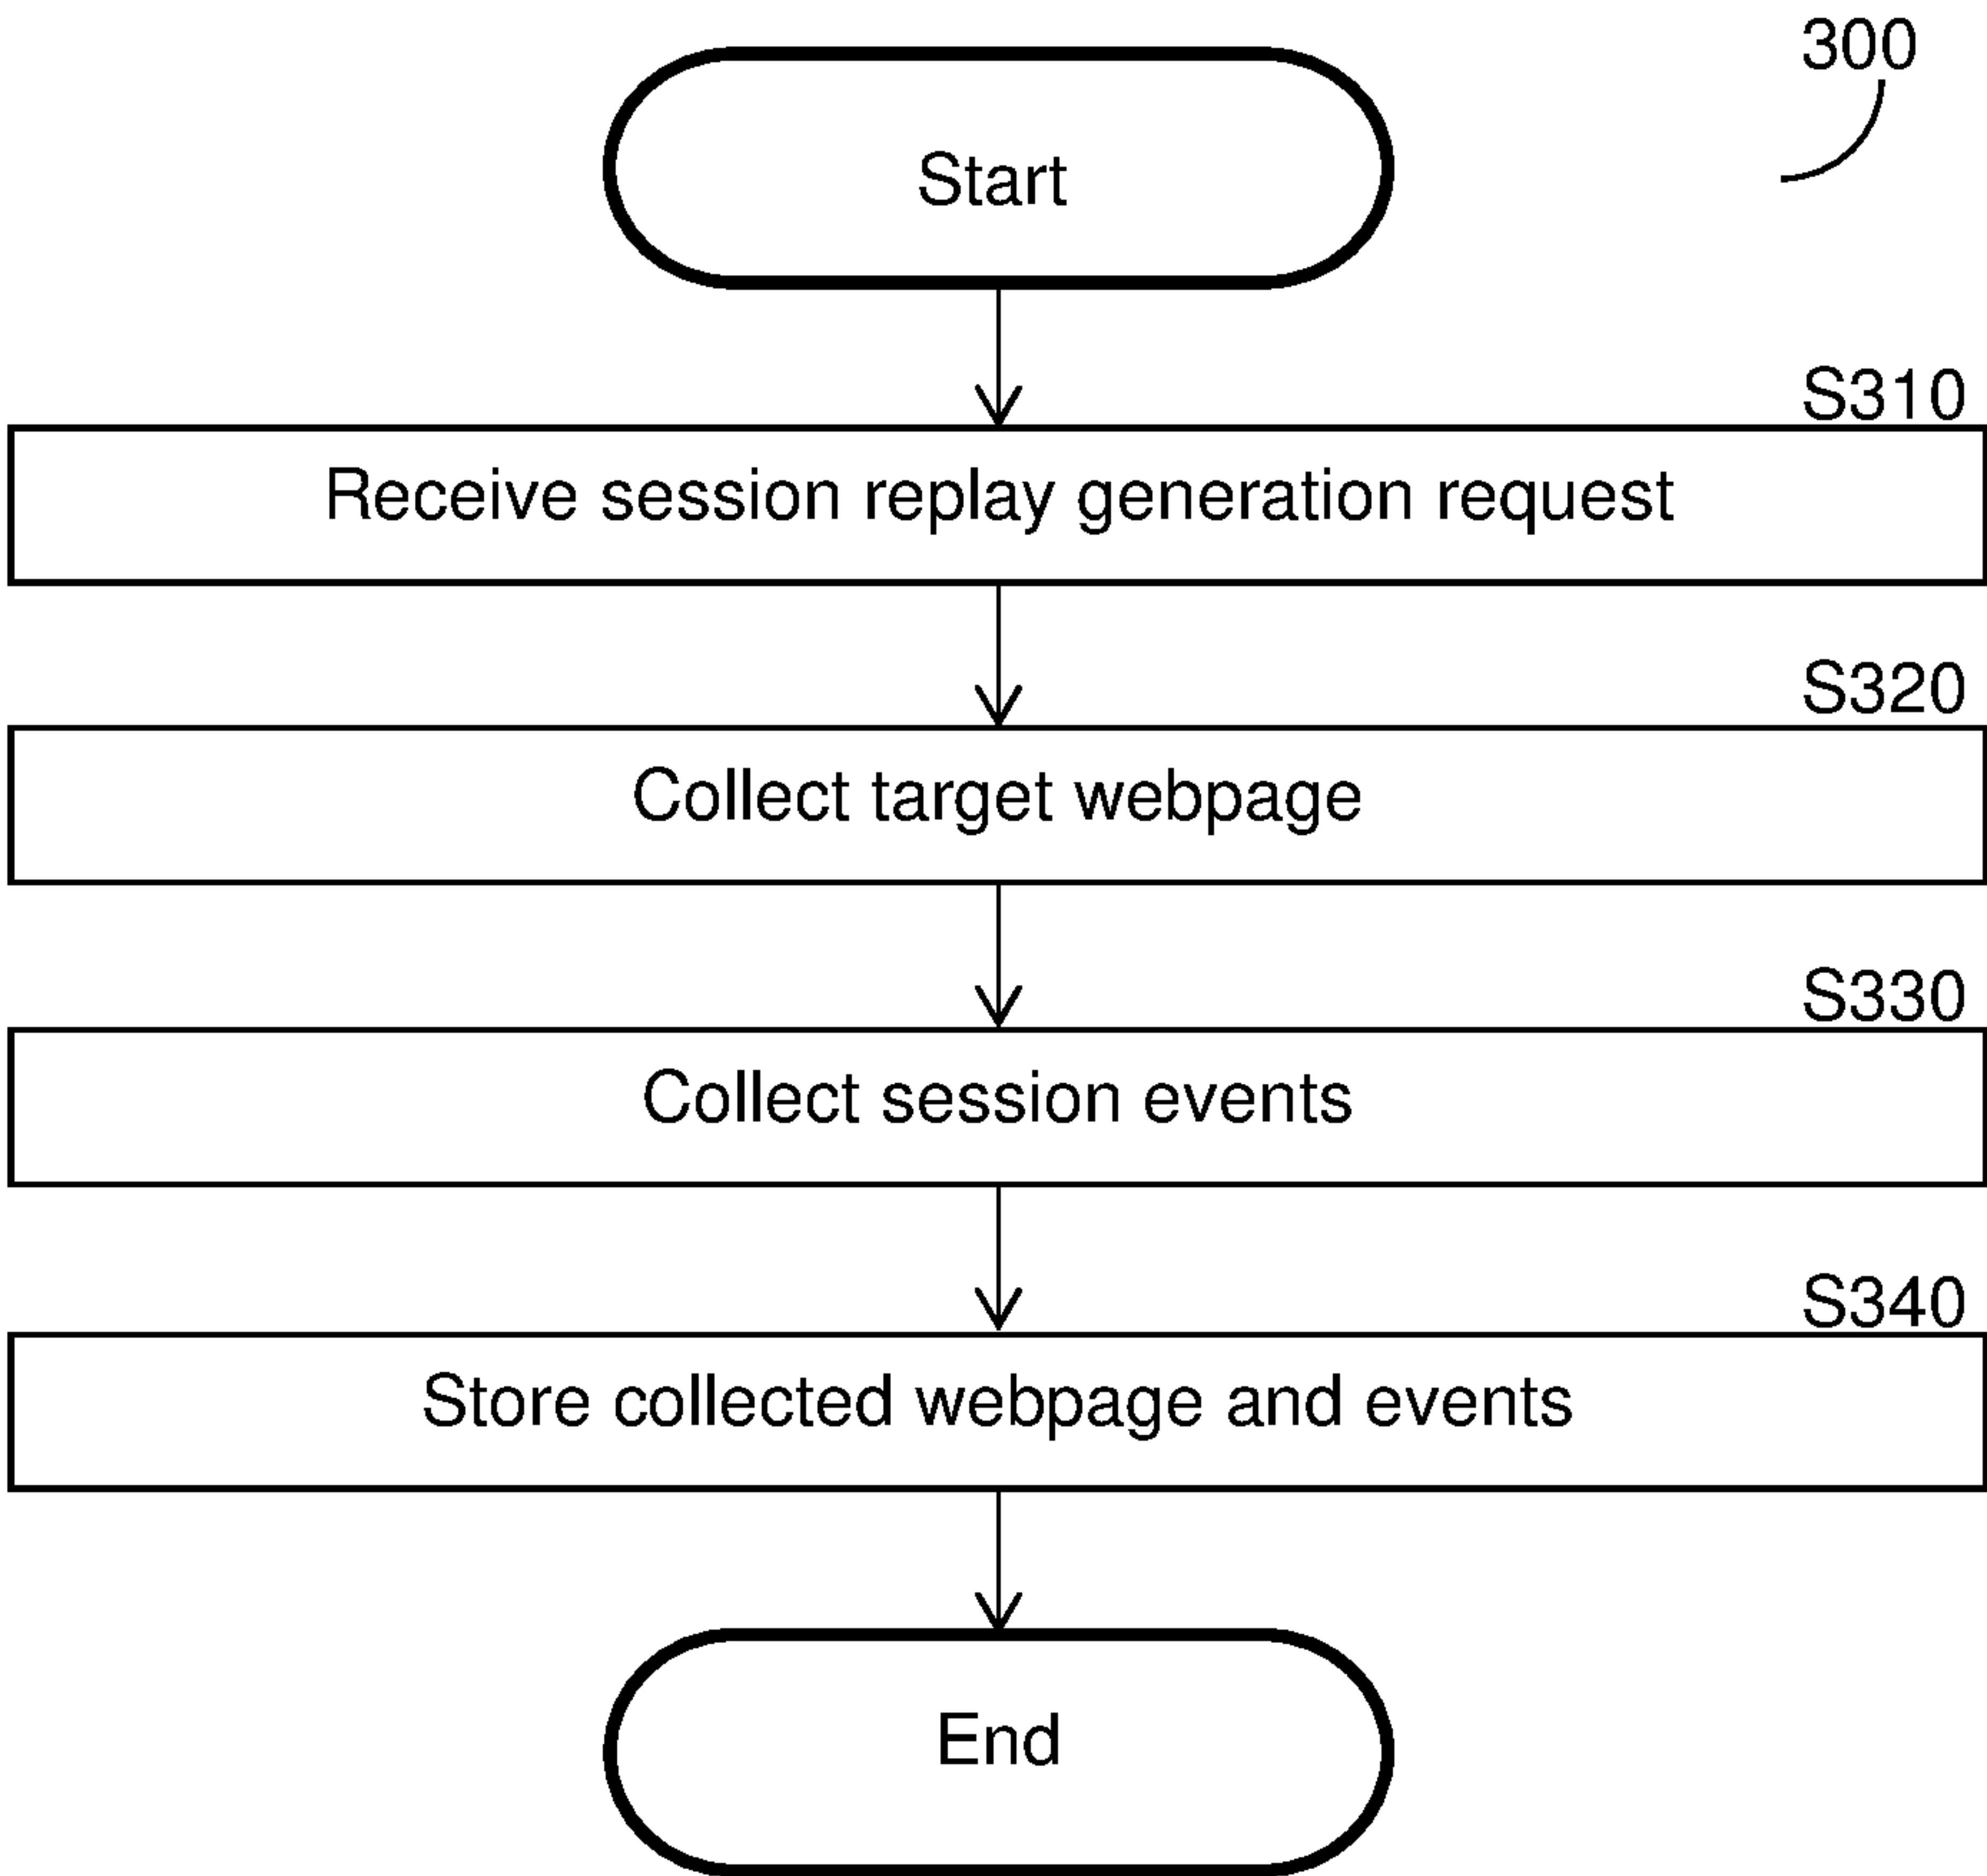 300
Start
S310
Receive session replay generation request
S320
Collect target webpage
S330
Collect session events
S340
Store collected webpage and events
End